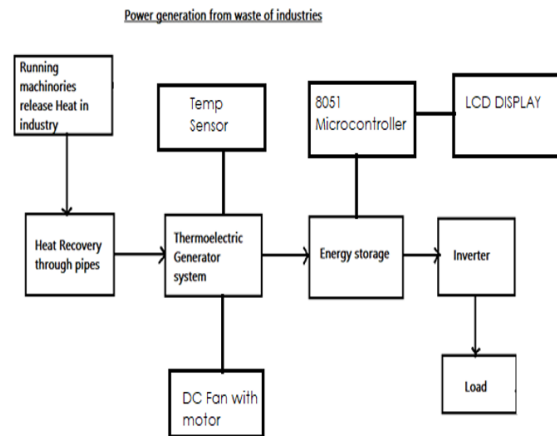 Power generation from waste of industries
Running
machinories
release Heat in
industry
Temp
Sensor
8051
Microcontroller
LCD DISPLAY
Heat Recovery
through pipes
Thermoelectric
Generator
system
Energy storage
Inverter
DC Fan with
motor
Load